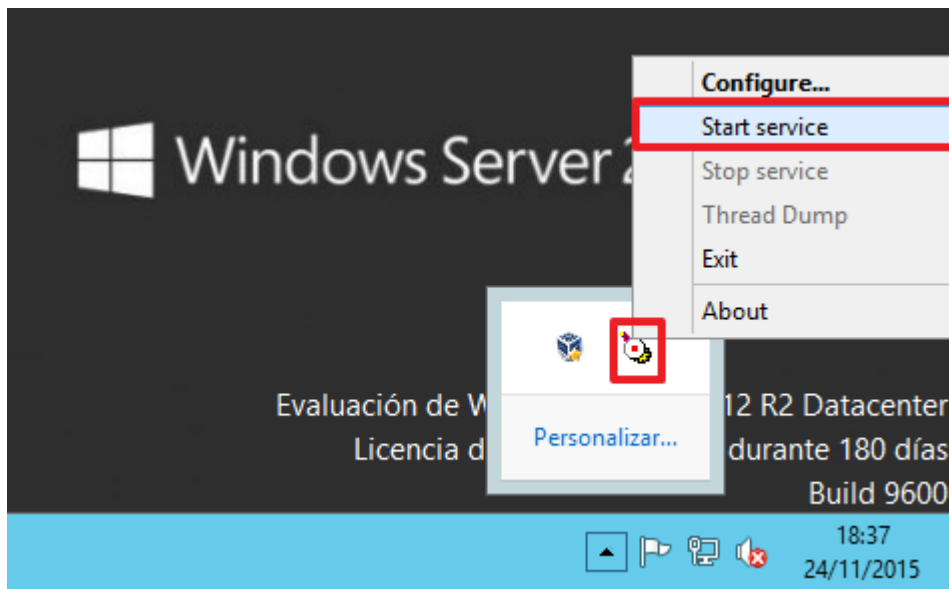 Configure...
Start service
Windows Server
Stop service
Thread Dump
Exit
About
Evaluación de 12 R2 Datacenter
Personalizar...
Licencia d durante 180 días
Build 9600
18:37
24/11/2015